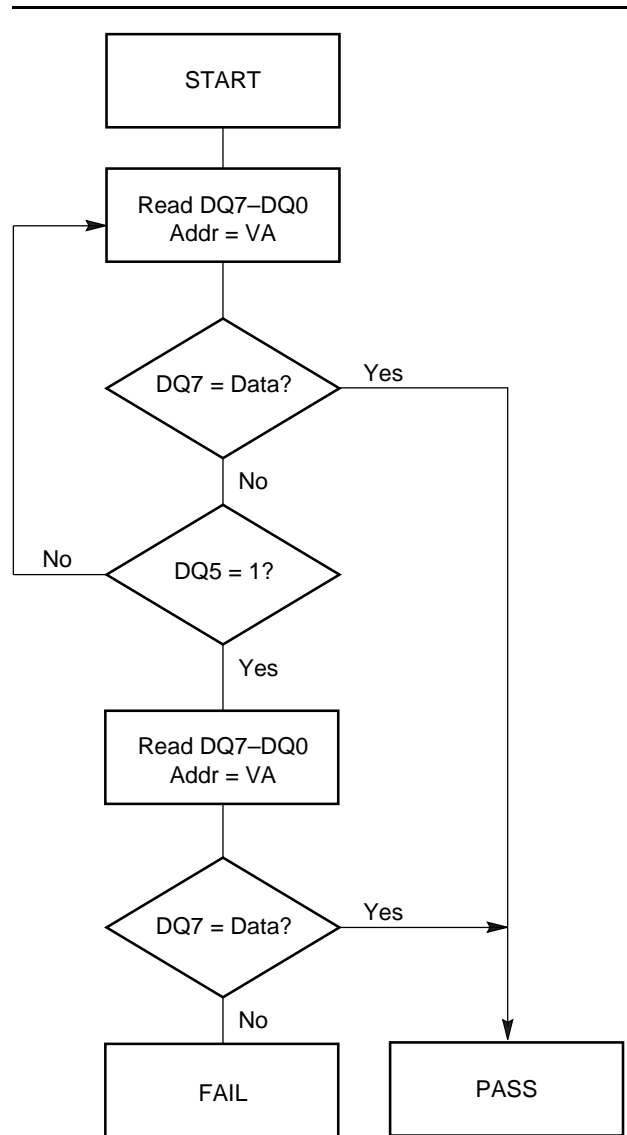 START
Read DQ7–DQ0
Addr = VA
DQ7 = Data?
Yes
No
No
DQ5 = 1?
Yes
Read DQ7–DQ0
Addr = VA
DQ7 = Data?
Yes
No
FAIL
PASS